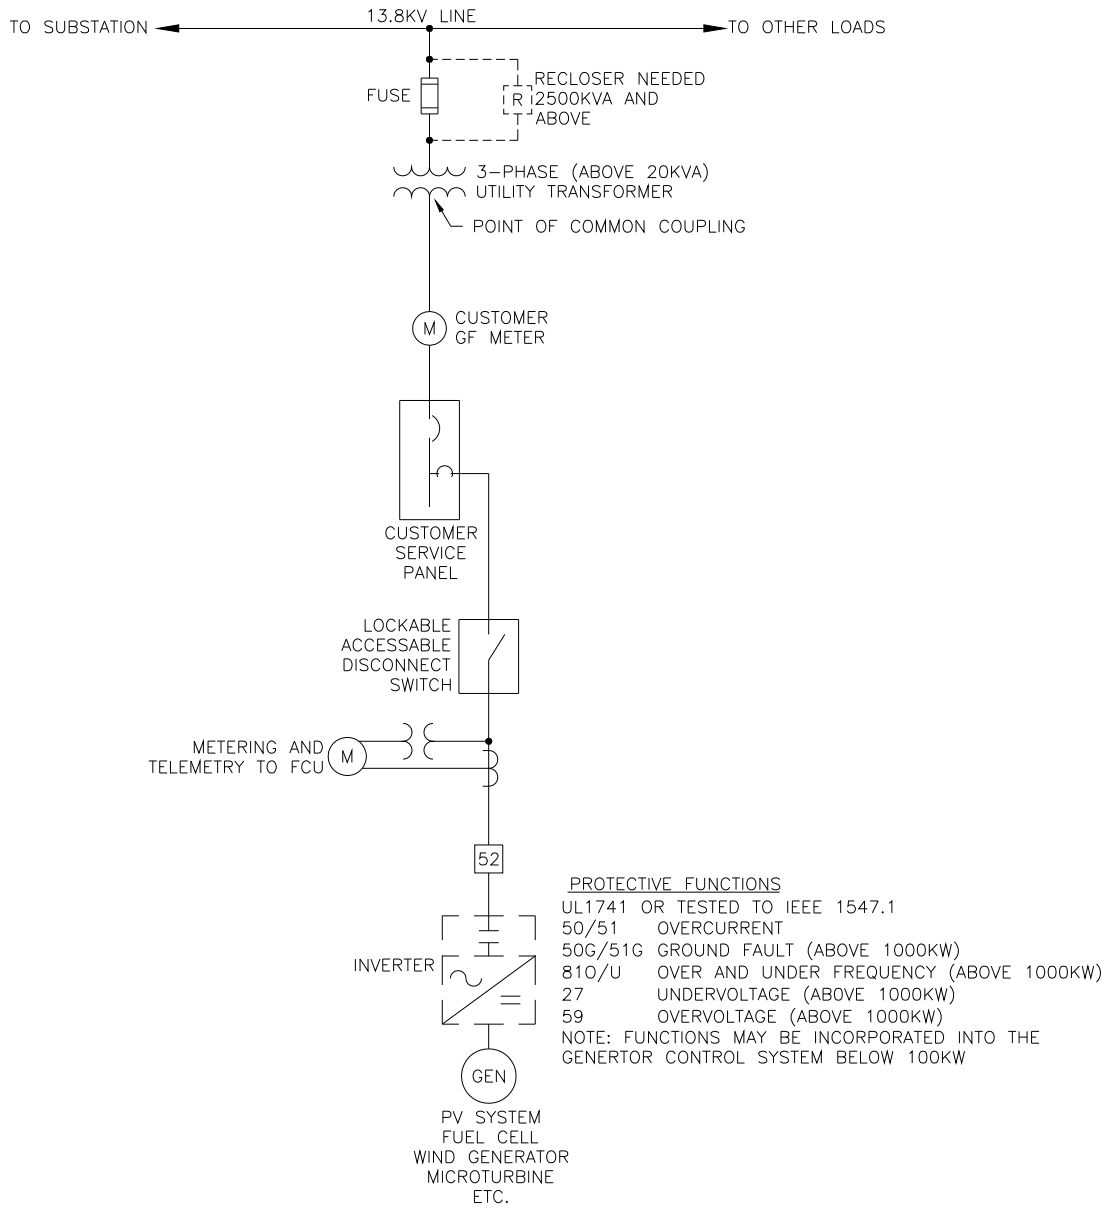 13.8KV LINE
TO SUBSTATION
TO OTHER LOADS
FUSE
R
RECLOSER NEEDED
2500KVA AND
ABOVE
3-PHASE (ABOVE 20KVA)
UTILITY TRANSFORMER
POINT OF COMMON COUPLING
M
CUSTOMER
GF METER
CUSTOMER
SERVICE
PANEL
LOCKABLE
ACCESSABLE
DISCONNECT
SWITCH
METERING AND
TELEMETRY TO FCU
M
52
PROTECTIVE FUNCTIONS
UL1741 OR TESTED TO IEEE 1547.1
50/51 OVERCURRENT
50G/51G GROUND FAULT (ABOVE 1000KW)
81O/U OVER AND UNDER FREQUENCY (ABOVE 1000KW)
27 UNDERVOLTAGE (ABOVE 1000KW)
59 OVERVOLTAGE (ABOVE 1000KW)
NOTE: FUNCTIONS MAY BE INCORPORATED INTO THE
GENERTOR CONTROL SYSTEM BELOW 100KW
INVERTER
GEN
PV SYSTEM
FUEL CELL
WIND GENERATOR
MICROTURBINE
ETC.